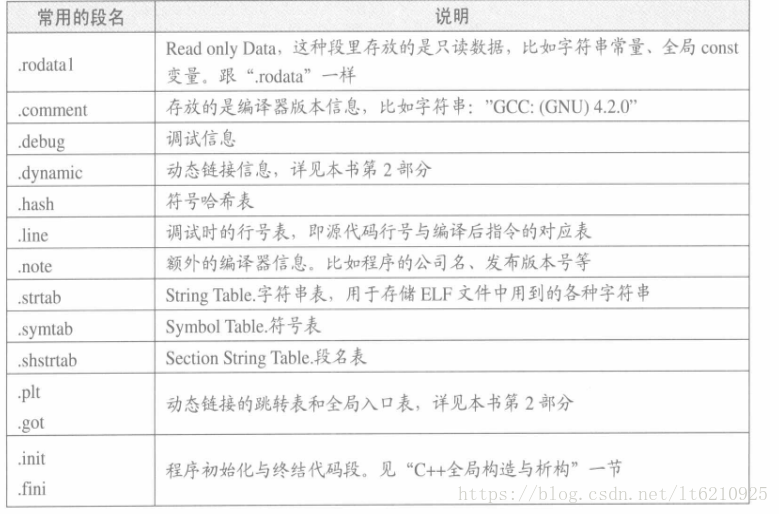 常用的段名 说明
.rodata1 Read only Data，这种段里存放的是只读数据，比如字符串常量、全局 const
变量。跟“.rodata”一样
.comment 存放的是编译器版本信息，比如字符串：”GCC: (GNU) 4.2.0”
.debug 调试信息
.dynamic 动态链接信息，详见本书第 2 部分
.hash 符号哈希表
.line 调试时的行号表，即源代码行号与编译后指令的对应表
.note 额外的编译器信息。比如程序的公司名、发布版本号等
.strtab String Table.字符串表，用于存储 ELF 文件中用到的各种字符串
.symtab Symbol Table.符号表
.shstrtab Section String Table.段名表
.plt
.got
动态链接的跳转表和全局入口表，详见本书第 2 部分
.init
.fini
程序初始化与终结代码段。见“C++全局构造与析构”一节
https://blog.csdn.net/lt6210925